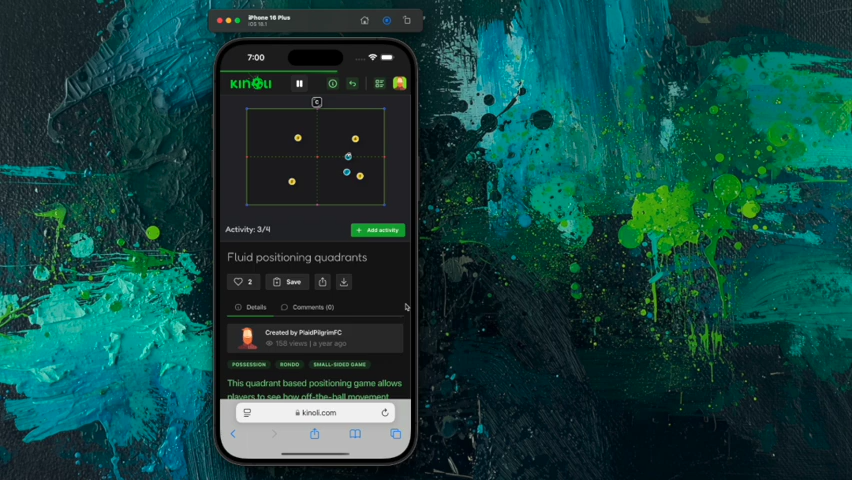 iPhone 16 Plus
iOS 18.1
7:00
KINOLI
C
Activity: 3/4
+ Add activity
Fluid positioning quadrants
2
Save
Details
Comments (0)
Created by PlaidPilgrimFC
158 views | a year ago
POSSESSION
RONDO
SMALL-SIDED GAME
This quadrant based positioning game allows
players to see how off-the-ball movement
kinoli.com